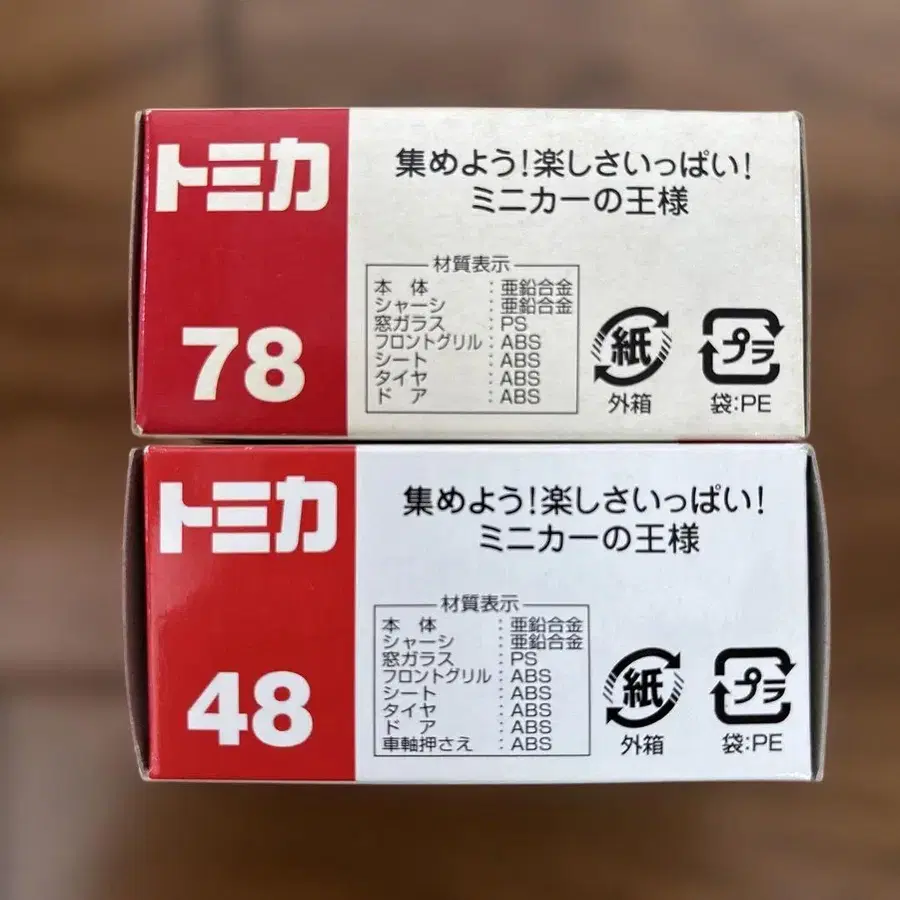 トミカ
78
集めよう!楽しさいっぱい!
ミニカーの王様
材質表示
本 体 : 亜鉛合金
シャーシ : 亜鉛合金
窓ガラス : PS
フロントグリル : ABS
シート : ABS
タイヤ : ABS
ド ア : ABS
紙
外箱
プラ
袋:PE
トミカ
48
集めよう!楽しさいっぱい!
ミニカーの王様
材質表示
本 体 : 亜鉛合金
シャーシ : 亜鉛合金
窓ガラス : PS
フロントグリル : ABS
シート : ABS
タイヤ : ABS
ド ア : ABS
車軸押さえ : ABS
紙
外箱
プラ
袋:PE